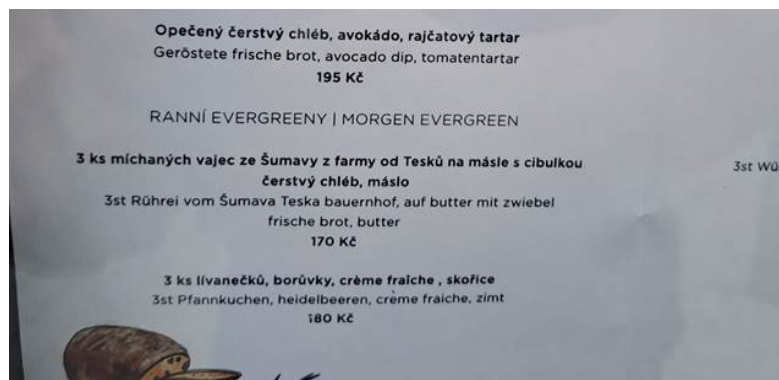 Opečený čerstvý chléb, avokádo, rajčatový tartar
Geröstete frische brot, avocado dip, tomatentartar
195 Kč
RANNÍ EVERGREENY | MORGEN EVERGREEN
3 ks míchaných vajec ze Šumavy z farmy od Tesků na másle s cibulkou
čerstvý chléb, máslo
3st Rührei vom Šumava Teska bauernhof, auf butter mit zwiebel
frische brot, butter
170 Kč
3 ks lívanečků, borůvky, crème fraîche , skořice
3st Pfannkuchen, heidelbeeren, crème fraiche, zimt
180 Kč
3st